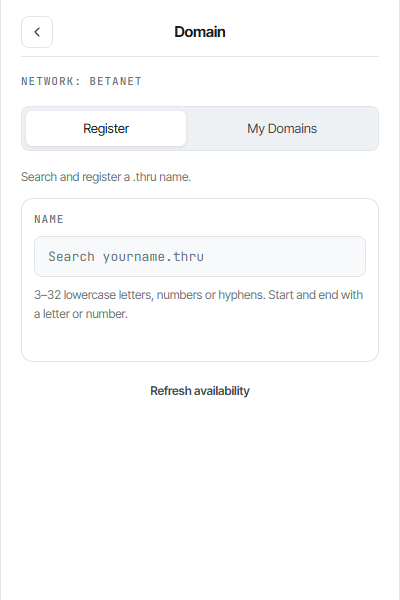 Domain
NETWORK: BETANET
Register
My Domains
Search and register a .thru name.
NAME
Search yourname.thru
3–32 lowercase letters, numbers or hyphens. Start and end with
a letter or number.
Refresh availability